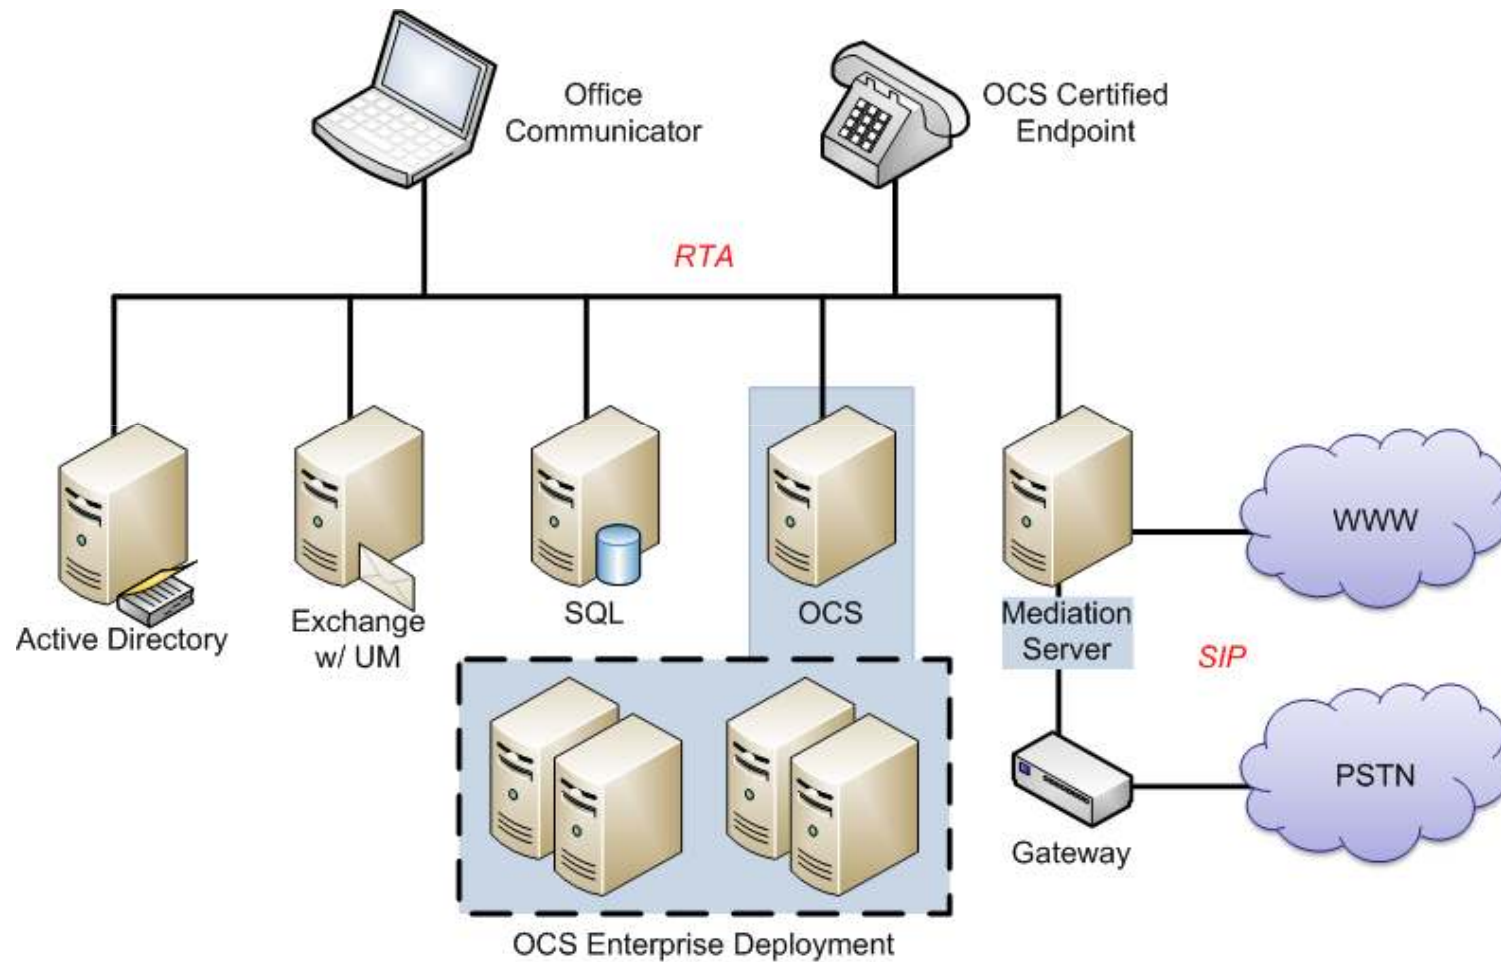 Office
Communicator
OCS Certified
Endpoint
RTA
Active Directory
Exchange
w/ UM
SQL
OCS
Mediation
Server
WWW
SIP
PSTN
Gateway
OCS Enterprise Deployment